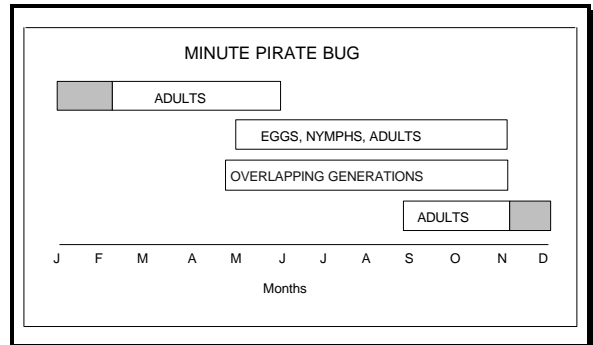 MINUTE PIRATE BUG
ADULTS
EGGS, NYMPHS, ADULTS
OVERLAPPING GENERATIONS
ADULTS
J F M A M J J A S O N D
Months